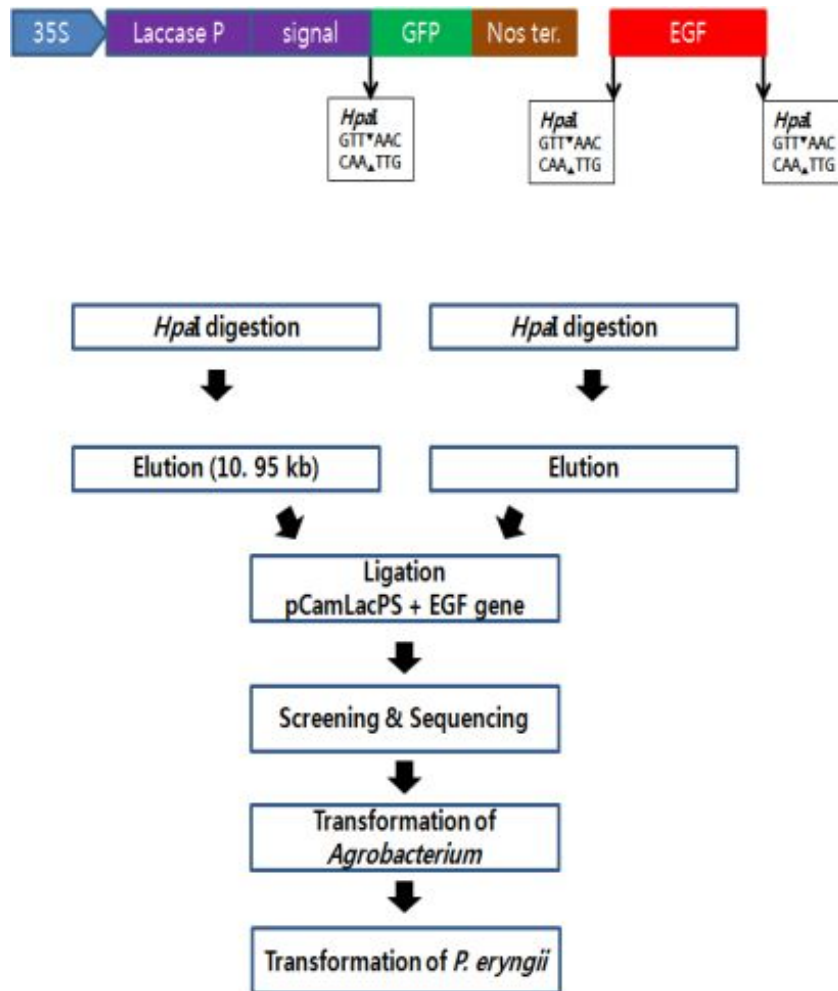 35S Laccase P signal GFP Nos ter. EGF
HpaI HpaI HpaI
GTT▼AAC GTT▼AAC GTT▼AAC
CAA▲TTG CAA▲TTG CAA▲TTG
HpaI digestion HpaI digestion
Elution (10. 95 kb) Elution
Ligation
pCamLacPS + EGF gene
Screening & Sequencing
Transformation of
Agrobacterium
Transformation of P. eryngii